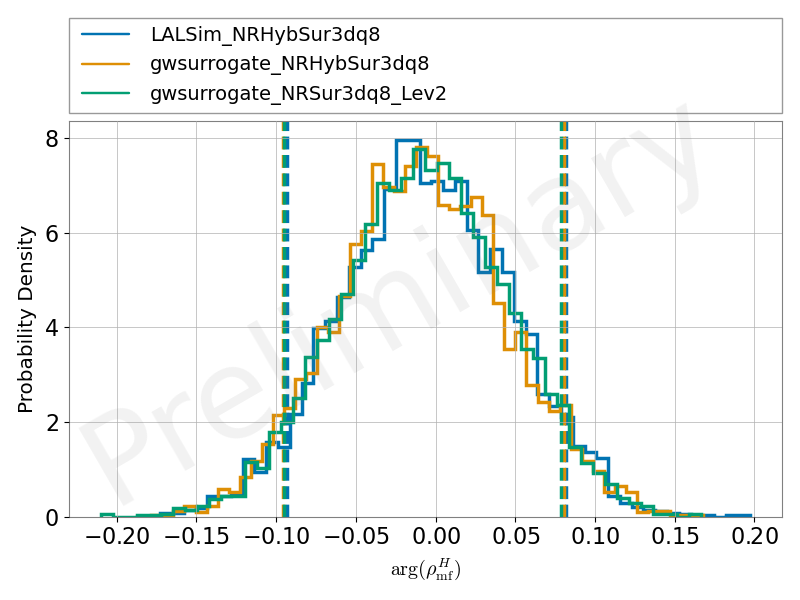 LALSim_NRHybSur3dq8
gwsurrogate_NRHybSur3dq8
gwsurrogate_NRSur3dq8_Lev2
Preliminary
Probability Density
8
6
4
2
0
−0.20 −0.15 −0.10 −0.05 0.00 0.05 0.10 0.15 0.20
arg(ρ^H_mf)